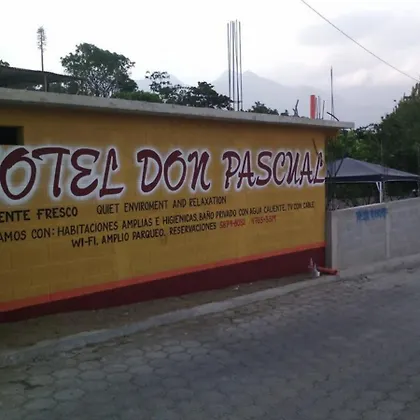 OTEL DON PASCUAL
ENTE FRESCO QUIET ENVIROMENT AND RELAXATION
AMOS CON: HABITACIONES AMPLIAS E HIGIENICAS, BAÑO PRIVADO CON AGUA CALIENTE, TV CON CABLE
WI-FI, AMPLIO PARQUEO, RESERVACIONES